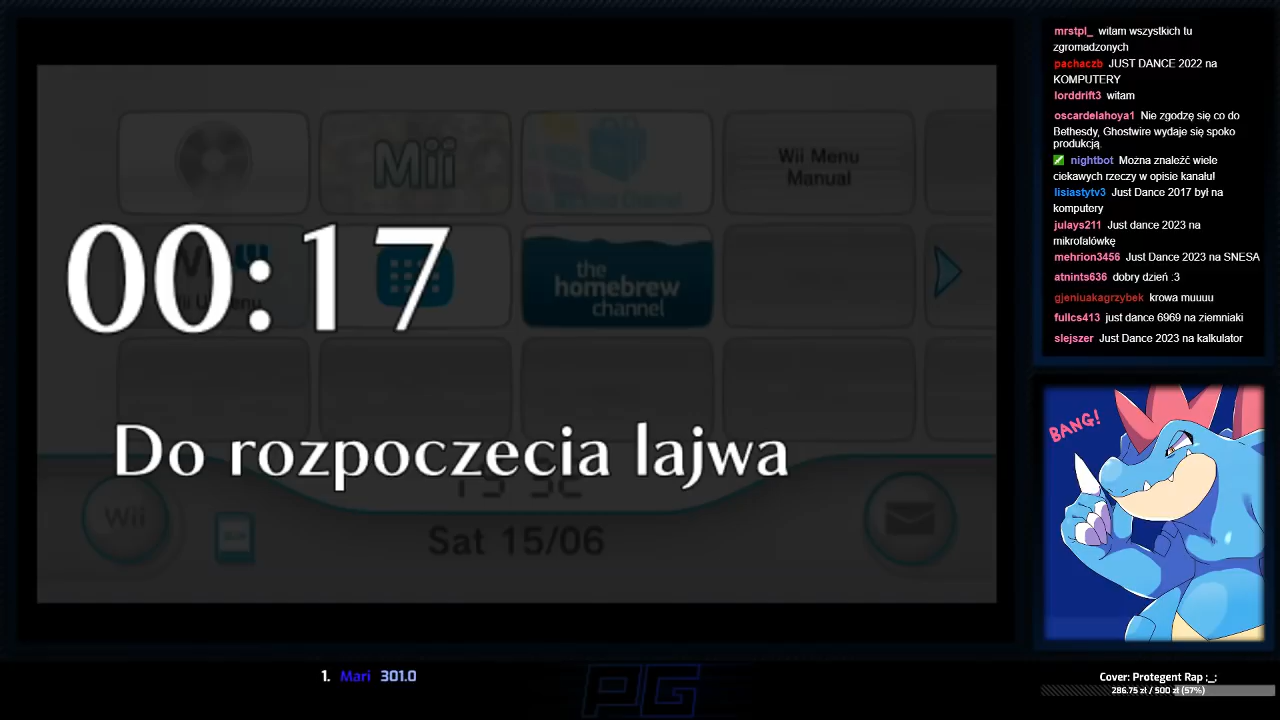 Mii
Wii Menu
Manual
00:17
the
homebrew
channel
Do rozpoczecia lajwa
Wii
Sat 15/06
mrstpl_ witam wszystkich tu
zgromadzonych
pachaczb JUST DANCE 2022 na
KOMPUTERY
lorddrift3 witam
oscardelahoya1 Nie zgodzę się co do
Bethesdy, Ghostwire wydaje się spoko
produkcją.
nightbot Można znaleźć wiele
ciekawych rzeczy w opisie kanału!
lisiastytv3 Just Dance 2017 był na
komputery
julays211 Just dance 2023 na
mikrofalówkę
mehrion3456 Just Dance 2023 na SNESA
atnints636 dobry dzień :3
gjeniuakagrzybek krowa muuuu
fullcs413 just dance 6969 na ziemniaki
slejszer Just Dance 2023 na kalkulator
BANG!
1. Mari 301.0
PG
Cover: Protegent Rap :_:
286.75 zł / 500 zł (57%)